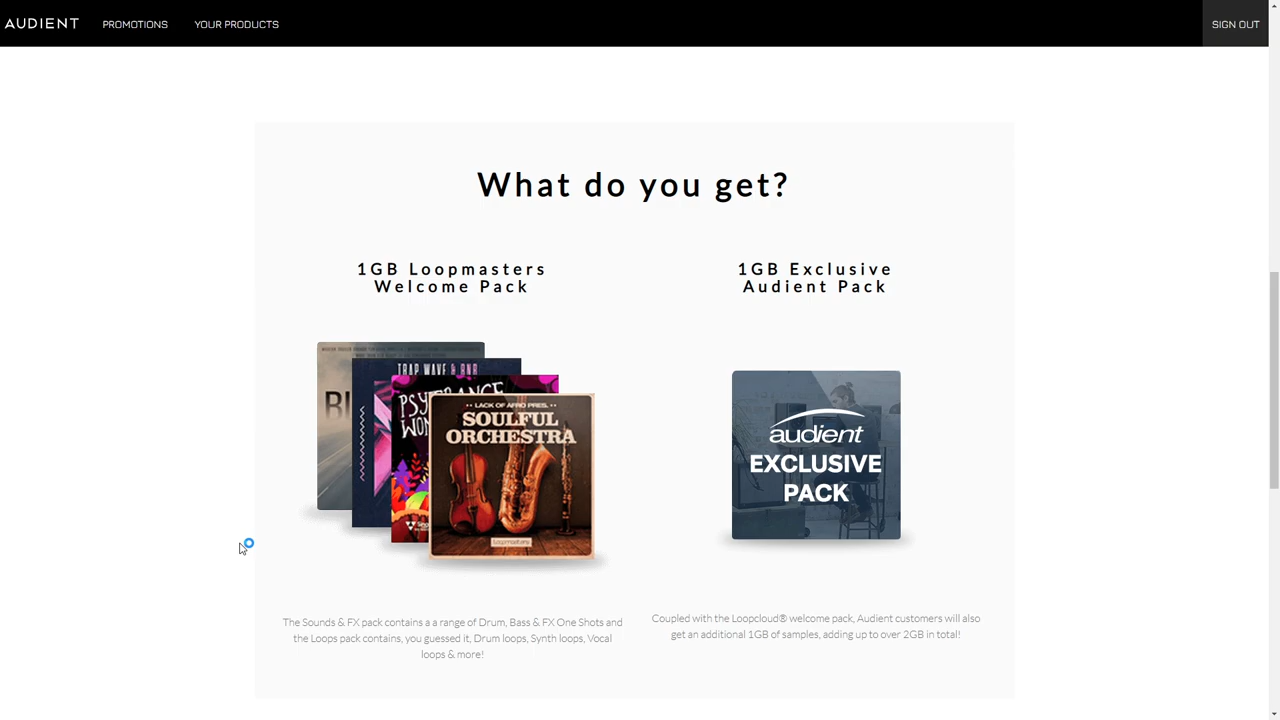 AUDIENT
PROMOTIONS
YOUR PRODUCTS
SIGN OUT
What do you get?
1GB Loopmasters
Welcome Pack
1GB Exclusive
Audient Pack
TRAP WAVE & RNB
LACK OF AFRO PRES.
SOULFUL
ORCHESTRA
Loopmasters
audient
EXCLUSIVE
PACK
The Sounds & FX pack contains a a range of Drum, Bass & FX One Shots and
the Loops pack contains, you guessed it, Drum loops, Synth loops, Vocal
loops & more!
Coupled with the Loopcloud® welcome pack, Audient customers will also
get an additional 1GB of samples, adding up to over 2GB in total!